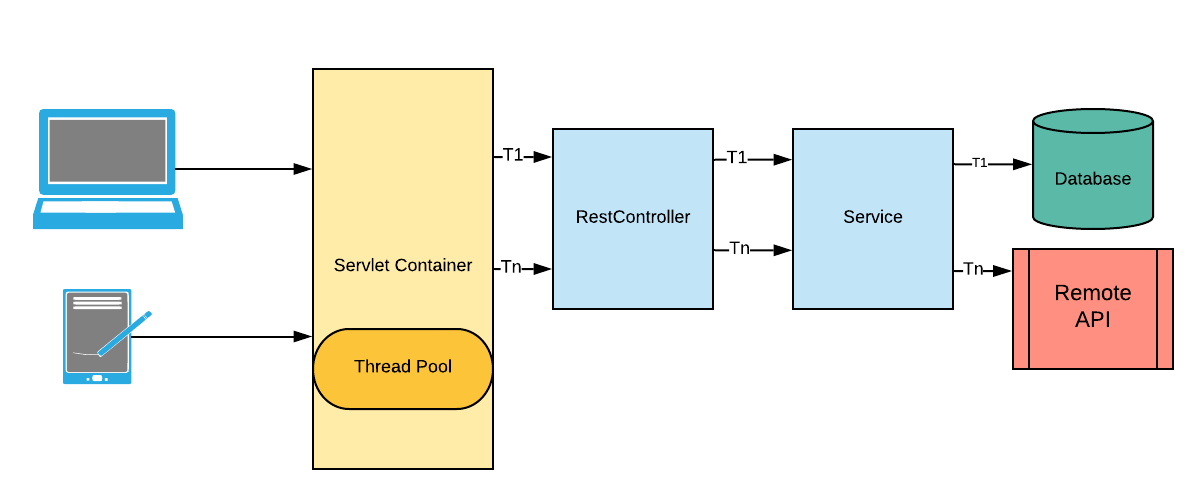 T1
T1
T1
Database
RestController
Service
Servlet Container
Tn
Tn
Tn
Remote
API
Thread Pool